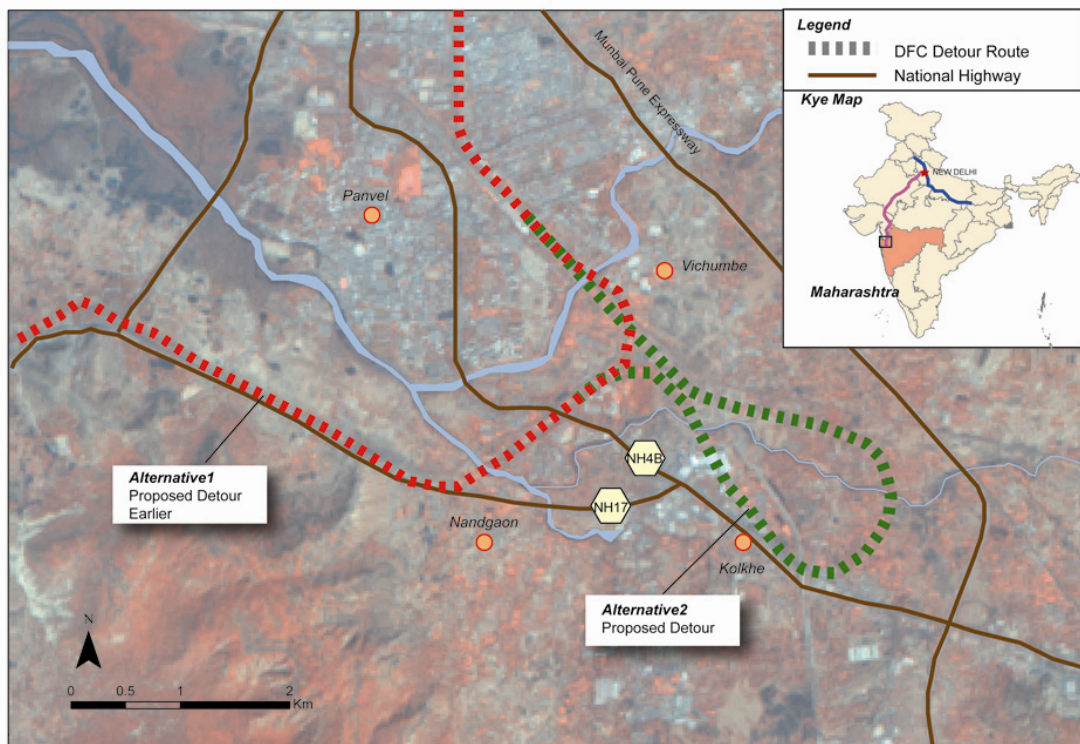 Legend
DFC Detour Route
National Highway
Kye Map
NEW DELHI
Maharashtra
Munbai Pune Expressway
Panvel
Vichumbe
Alternative1
Proposed Detour
Earlier
NH4B
NH17
Nandgaon
Kolkhe
Alternative2
Proposed Detour
N
0 0.5 1 2
Km